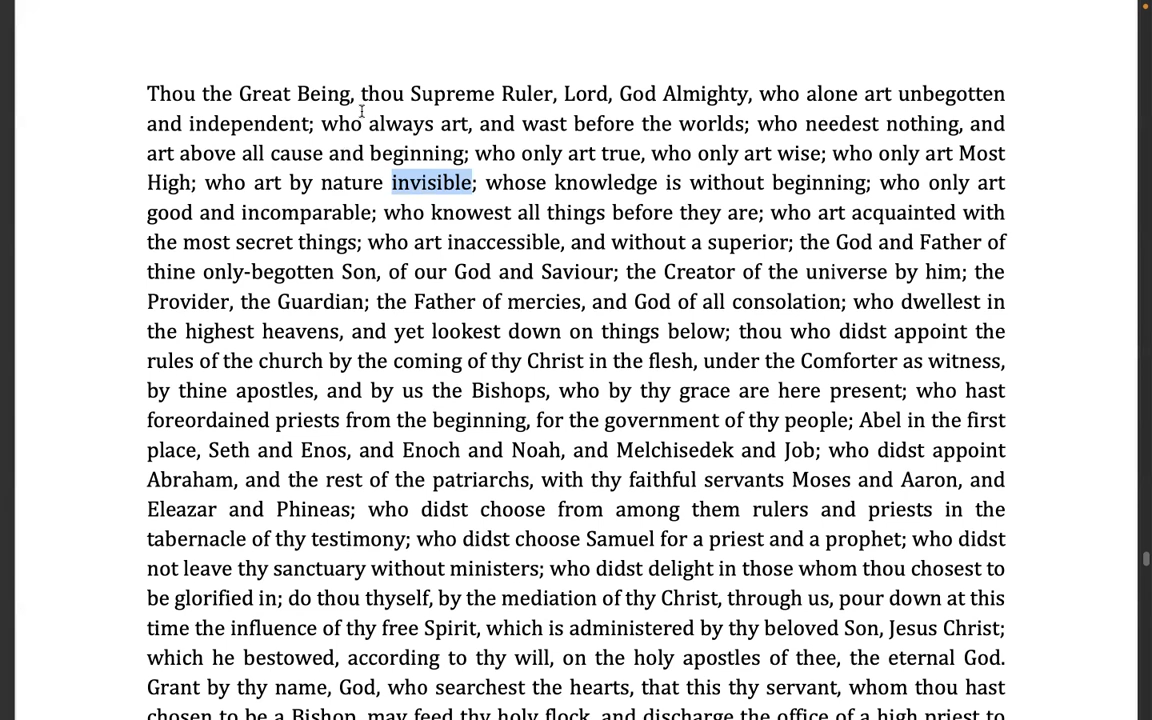 Thou the Great Being, thou Supreme Ruler, Lord, God Almighty, who alone art unbegotten
and independent; who always art, and wast before the worlds; who needest nothing, and
art above all cause and beginning; who only art true, who only art wise; who only art Most
High; who art by nature invisible; whose knowledge is without beginning; who only art
good and incomparable; who knowest all things before they are; who art acquainted with
the most secret things; who art inaccessible, and without a superior; the God and Father of
thine only-begotten Son, of our God and Saviour; the Creator of the universe by him; the
Provider, the Guardian; the Father of mercies, and God of all consolation; who dwellest in
the highest heavens, and yet lookest down on things below; thou who didst appoint the
rules of the church by the coming of thy Christ in the flesh, under the Comforter as witness,
by thine apostles, and by us the Bishops, who by thy grace are here present; who hast
foreordained priests from the beginning, for the government of thy people; Abel in the first
place, Seth and Enos, and Enoch and Noah, and Melchisedek and Job; who didst appoint
Abraham, and the rest of the patriarchs, with thy faithful servants Moses and Aaron, and
Eleazar and Phineas; who didst choose from among them rulers and priests in the
tabernacle of thy testimony; who didst choose Samuel for a priest and a prophet; who didst
not leave thy sanctuary without ministers; who didst delight in those whom thou chosest to
be glorified in; do thou thyself, by the mediation of thy Christ, through us, pour down at this
time the influence of thy free Spirit, which is administered by thy beloved Son, Jesus Christ;
which he bestowed, according to thy will, on the holy apostles of thee, the eternal God.
Grant by thy name, God, who searchest the hearts, that this thy servant, whom thou hast
chosen to be a Bishop, may feed thy holy flock, and discharge the office of a high priest to